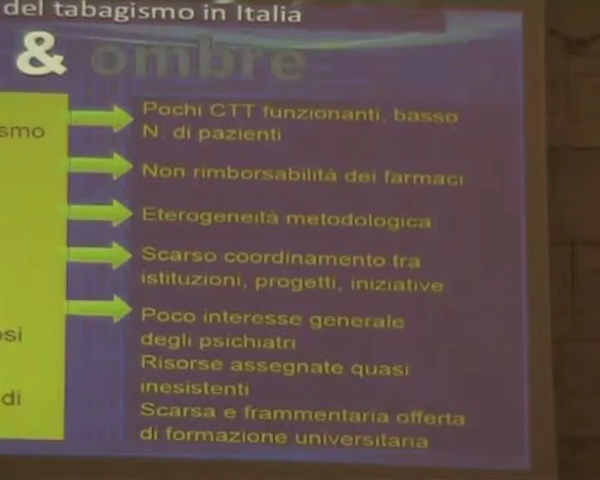 del tabagismo in Italia
& ombre
smo
Pochi CTT funzionanti, basso
N. di pazienti
Non rimborsabilità dei farmaci
Eterogeneità metodologica
Scarso coordinamento tra
istituzioni, progetti, iniziative
Poco interesse generale
degli psichiatri
osi
Risorse assegnate quasi
inesistenti
di
Scarsa e frammentaria offerta
di formazione universitaria